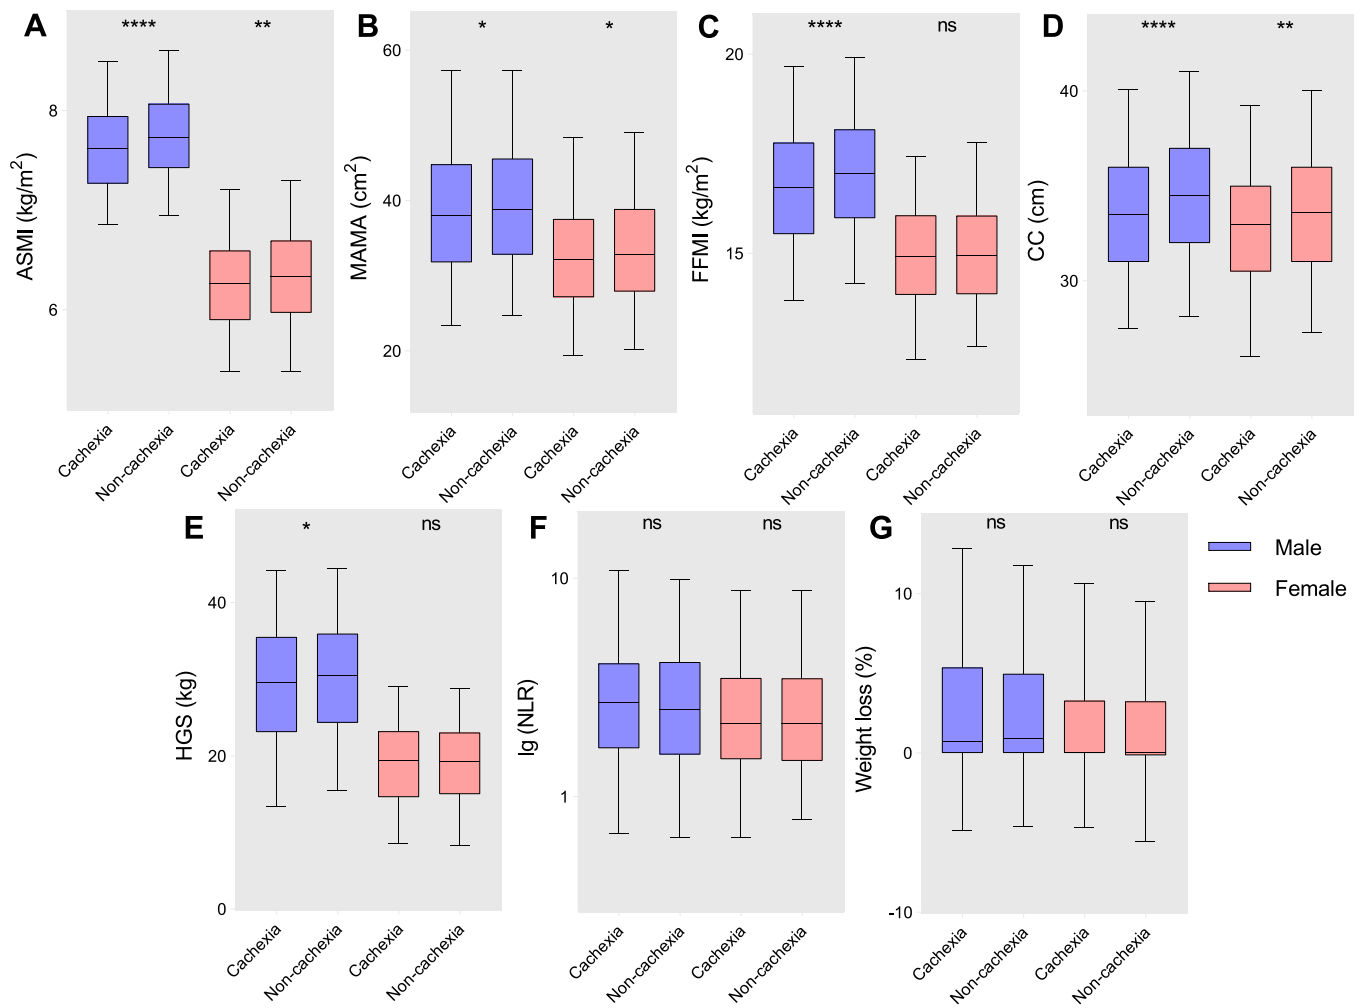 A
**** **
ASMI (kg/m²)
8
6
Cachexia
Non-cachexia
Cachexia
Non-cachexia
B
* *
MAMA (cm²)
60
40
20
Cachexia
Non-cachexia
Cachexia
Non-cachexia
C
**** ns
FFMI (kg/m²)
20
15
Cachexia
Non-cachexia
Cachexia
Non-cachexia
D
**** **
CC (cm)
40
30
Cachexia
Non-cachexia
Cachexia
Non-cachexia
E
* ns
HGS (kg)
40
20
0
Cachexia
Non-cachexia
Cachexia
Non-cachexia
F
ns ns
lg (NLR)
10
1
Cachexia
Non-cachexia
Cachexia
Non-cachexia
G
ns ns
Weight loss (%)
10
0
-10
Cachexia
Non-cachexia
Cachexia
Non-cachexia
Male
Female